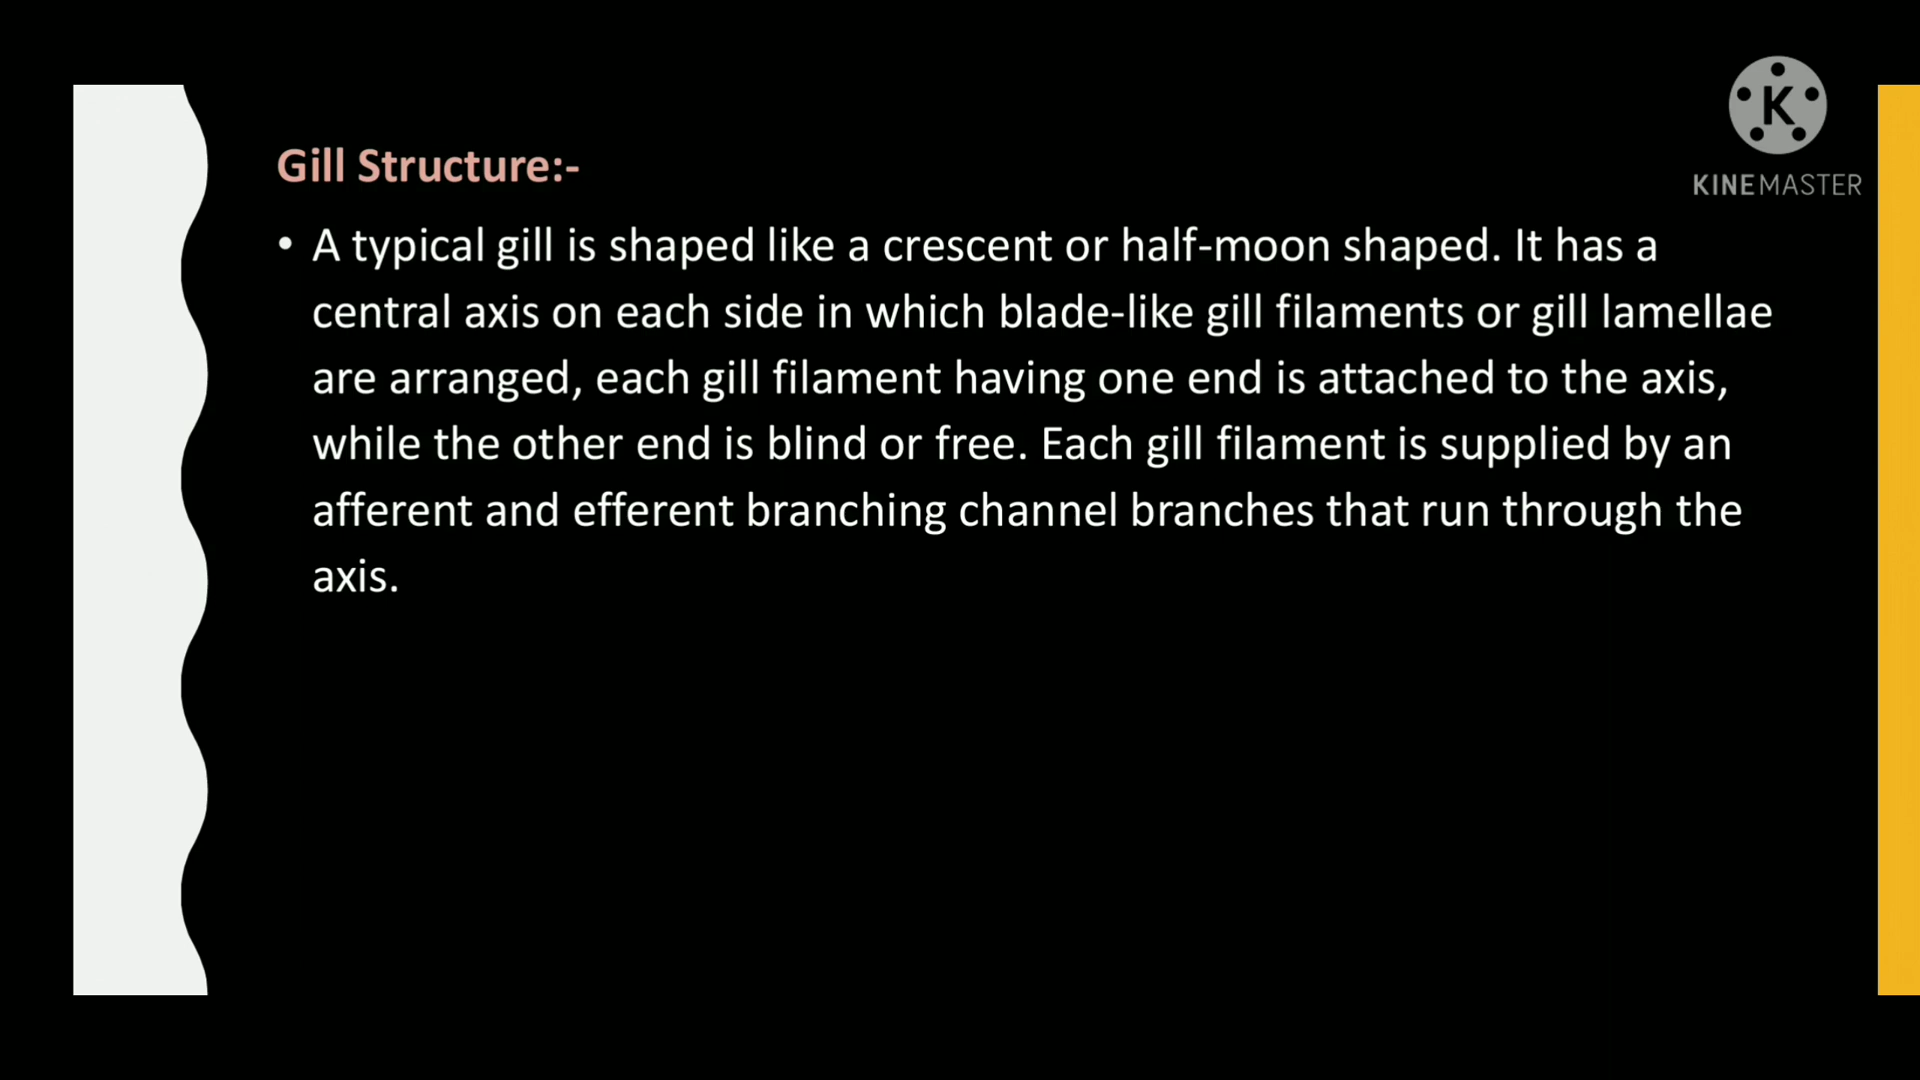 K
KINEMASTER
Gill Structure:-
• A typical gill is shaped like a crescent or half-moon shaped. It has a
central axis on each side in which blade-like gill filaments or gill lamellae
are arranged, each gill filament having one end is attached to the axis,
while the other end is blind or free. Each gill filament is supplied by an
afferent and efferent branching channel branches that run through the
axis.